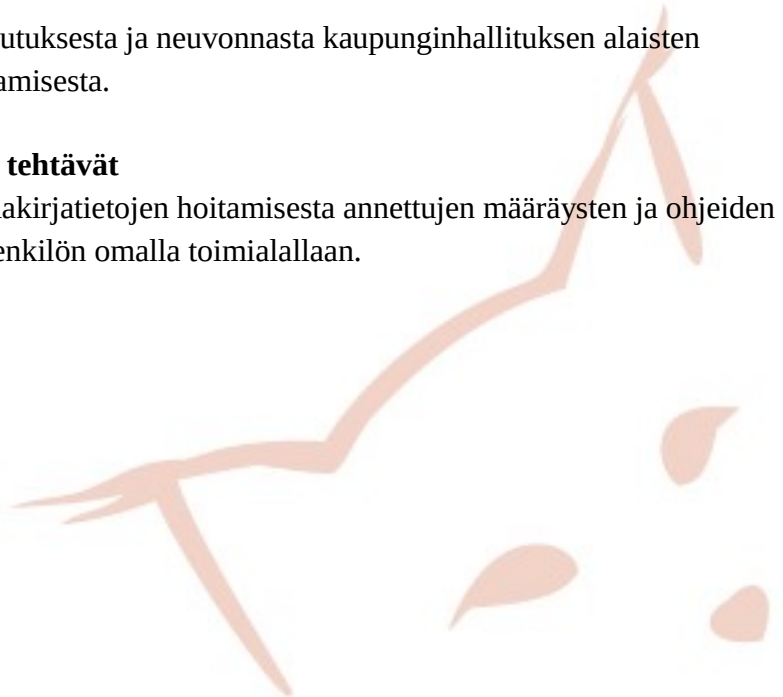 utuksesta ja neuvonnasta kaupunginhallituksen alaisten
amisesta.
tehtävät
akirjatietojen hoitamisesta annettujen määräysten ja ohjeiden
enkilön omalla toimialallaan.